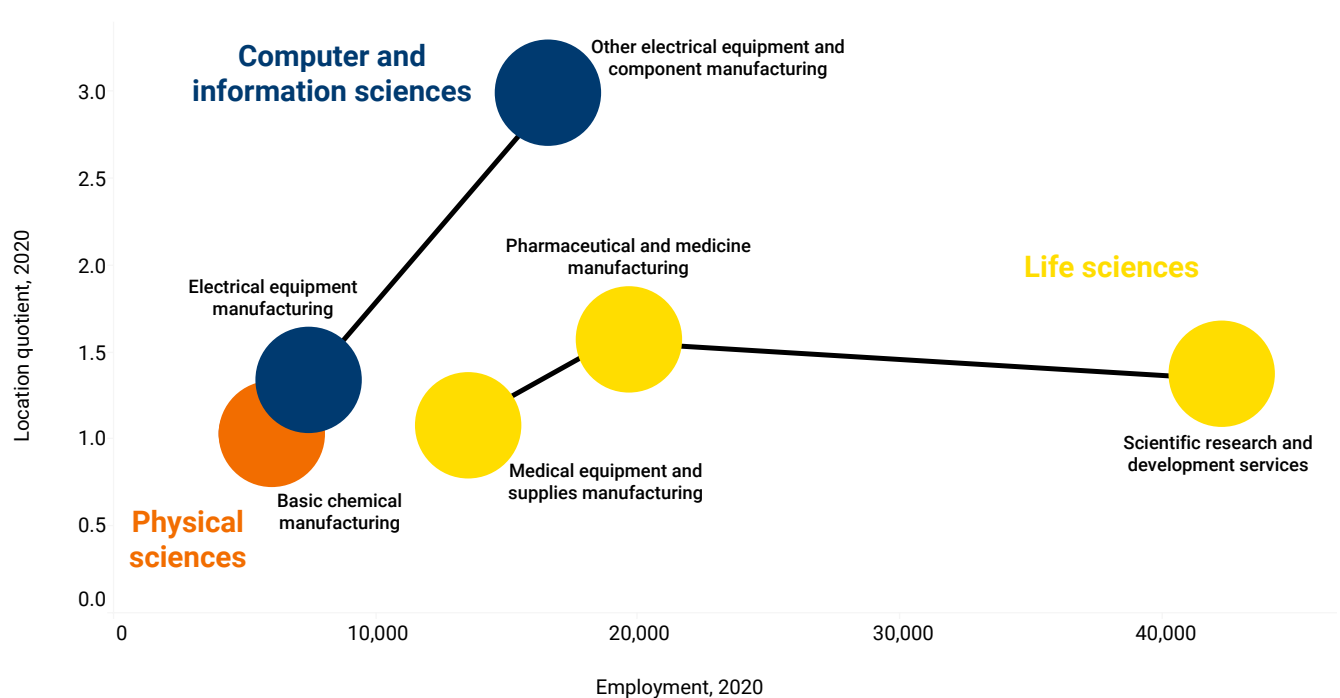 Computer and
information sciences
Other electrical equipment and
component manufacturing
3.0
2.5
Pharmaceutical and medicine
manufacturing
2.0
Life sciences
Electrical equipment
manufacturing
1.5
Location quotient, 2020
1.0
Scientific research and
development services
Medical equipment and
supplies manufacturing
Basic chemical
manufacturing
Physical
sciences
0.5
0.0
0 10,000 20,000 30,000 40,000
Employment, 2020